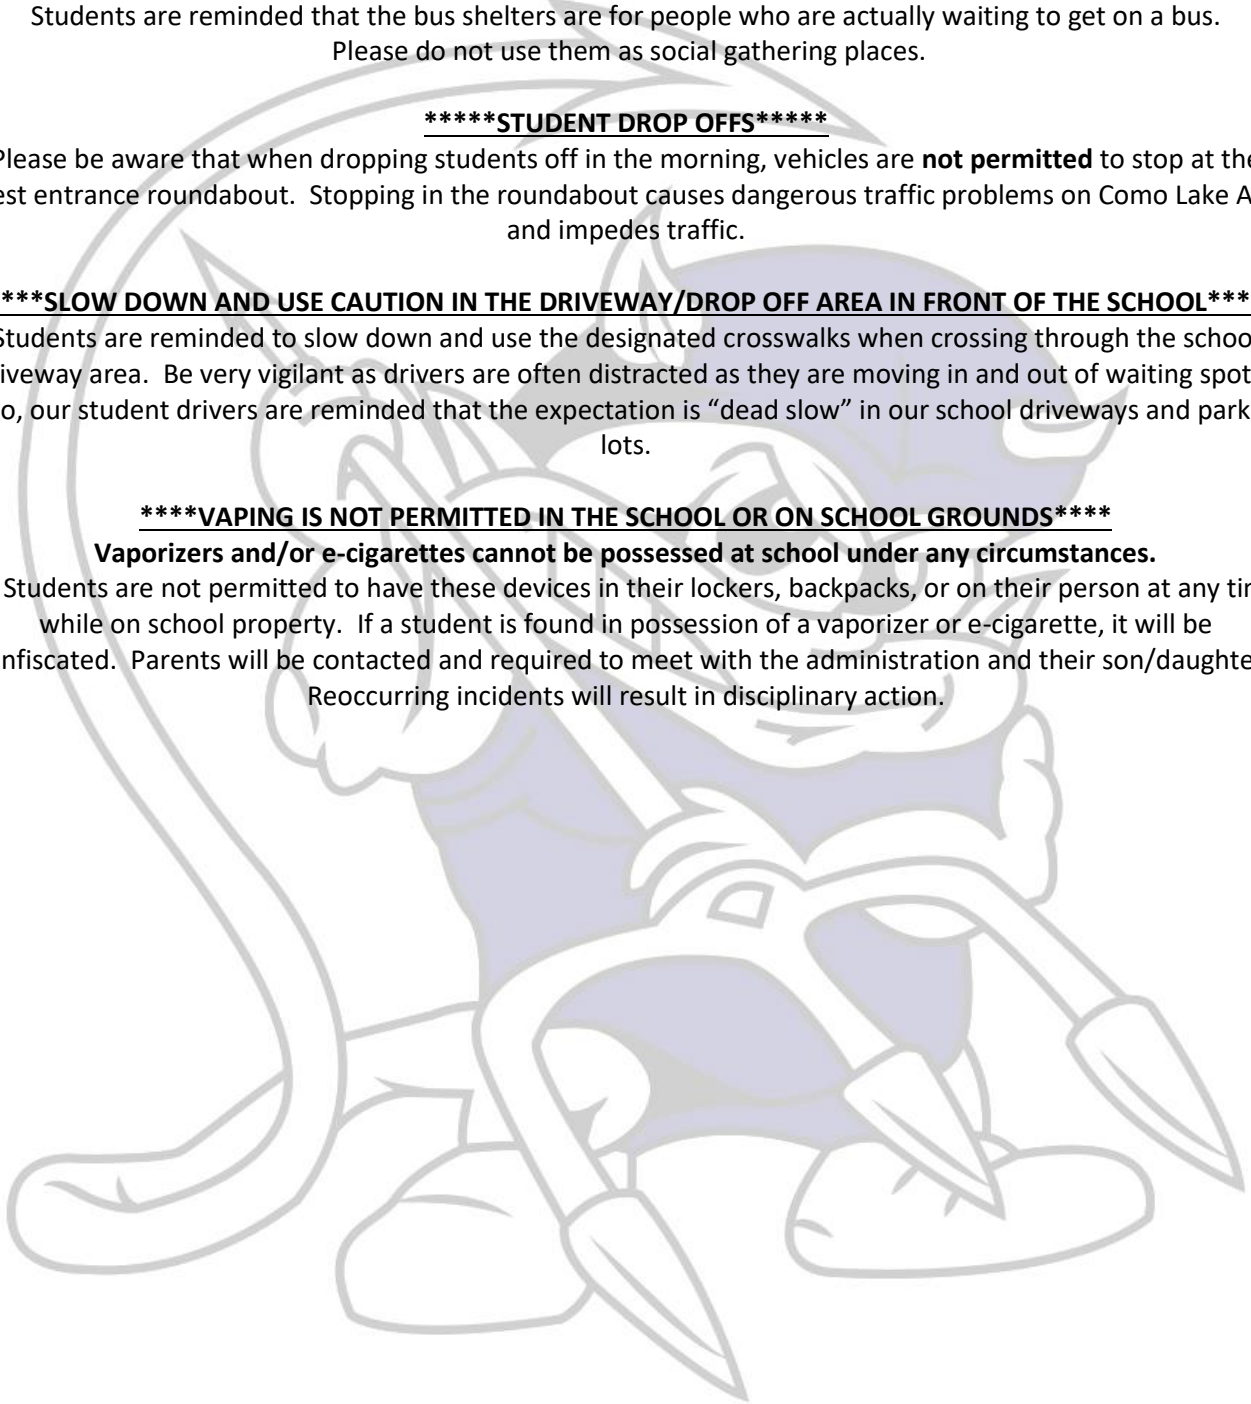 Students are reminded that the bus shelters are for people who are actually waiting to get on a bus.
Please do not use them as social gathering places.
*****STUDENT DROP OFFS*****
Please be aware that when dropping students off in the morning, vehicles are not permitted to stop at the
est entrance roundabout. Stopping in the roundabout causes dangerous traffic problems on Como Lake A
and impedes traffic.
***SLOW DOWN AND USE CAUTION IN THE DRIVEWAY/DROP OFF AREA IN FRONT OF THE SCHOOL***
Students are reminded to slow down and use the designated crosswalks when crossing through the schoo
iveway area. Be very vigilant as drivers are often distracted as they are moving in and out of waiting spot
o, our student drivers are reminded that the expectation is “dead slow” in our school driveways and park
lots.
****VAPING IS NOT PERMITTED IN THE SCHOOL OR ON SCHOOL GROUNDS****
Vaporizers and/or e-cigarettes cannot be possessed at school under any circumstances.
Students are not permitted to have these devices in their lockers, backpacks, or on their person at any tim
while on school property. If a student is found in possession of a vaporizer or e-cigarette, it will be
nfiscated. Parents will be contacted and required to meet with the administration and their son/daughte
Reoccurring incidents will result in disciplinary action.